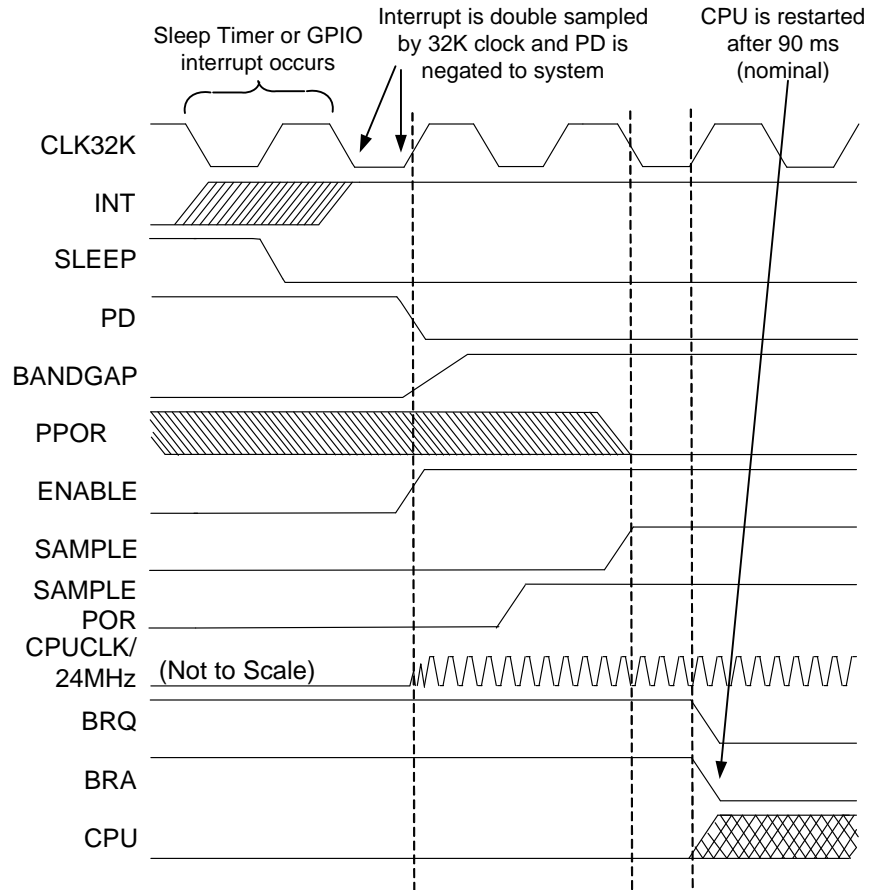 Sleep Timer or GPIO
interrupt occurs
Interrupt is double sampled
by 32K clock and PD is
negated to system
CPU is restarted
after 90 ms
(nominal)
CLK32K
INT
SLEEP
PD
BANDGAP
PPOR
ENABLE
SAMPLE
SAMPLE
POR
CPUCLK/
24MHz
(Not to Scale)
BRQ
BRA
CPU